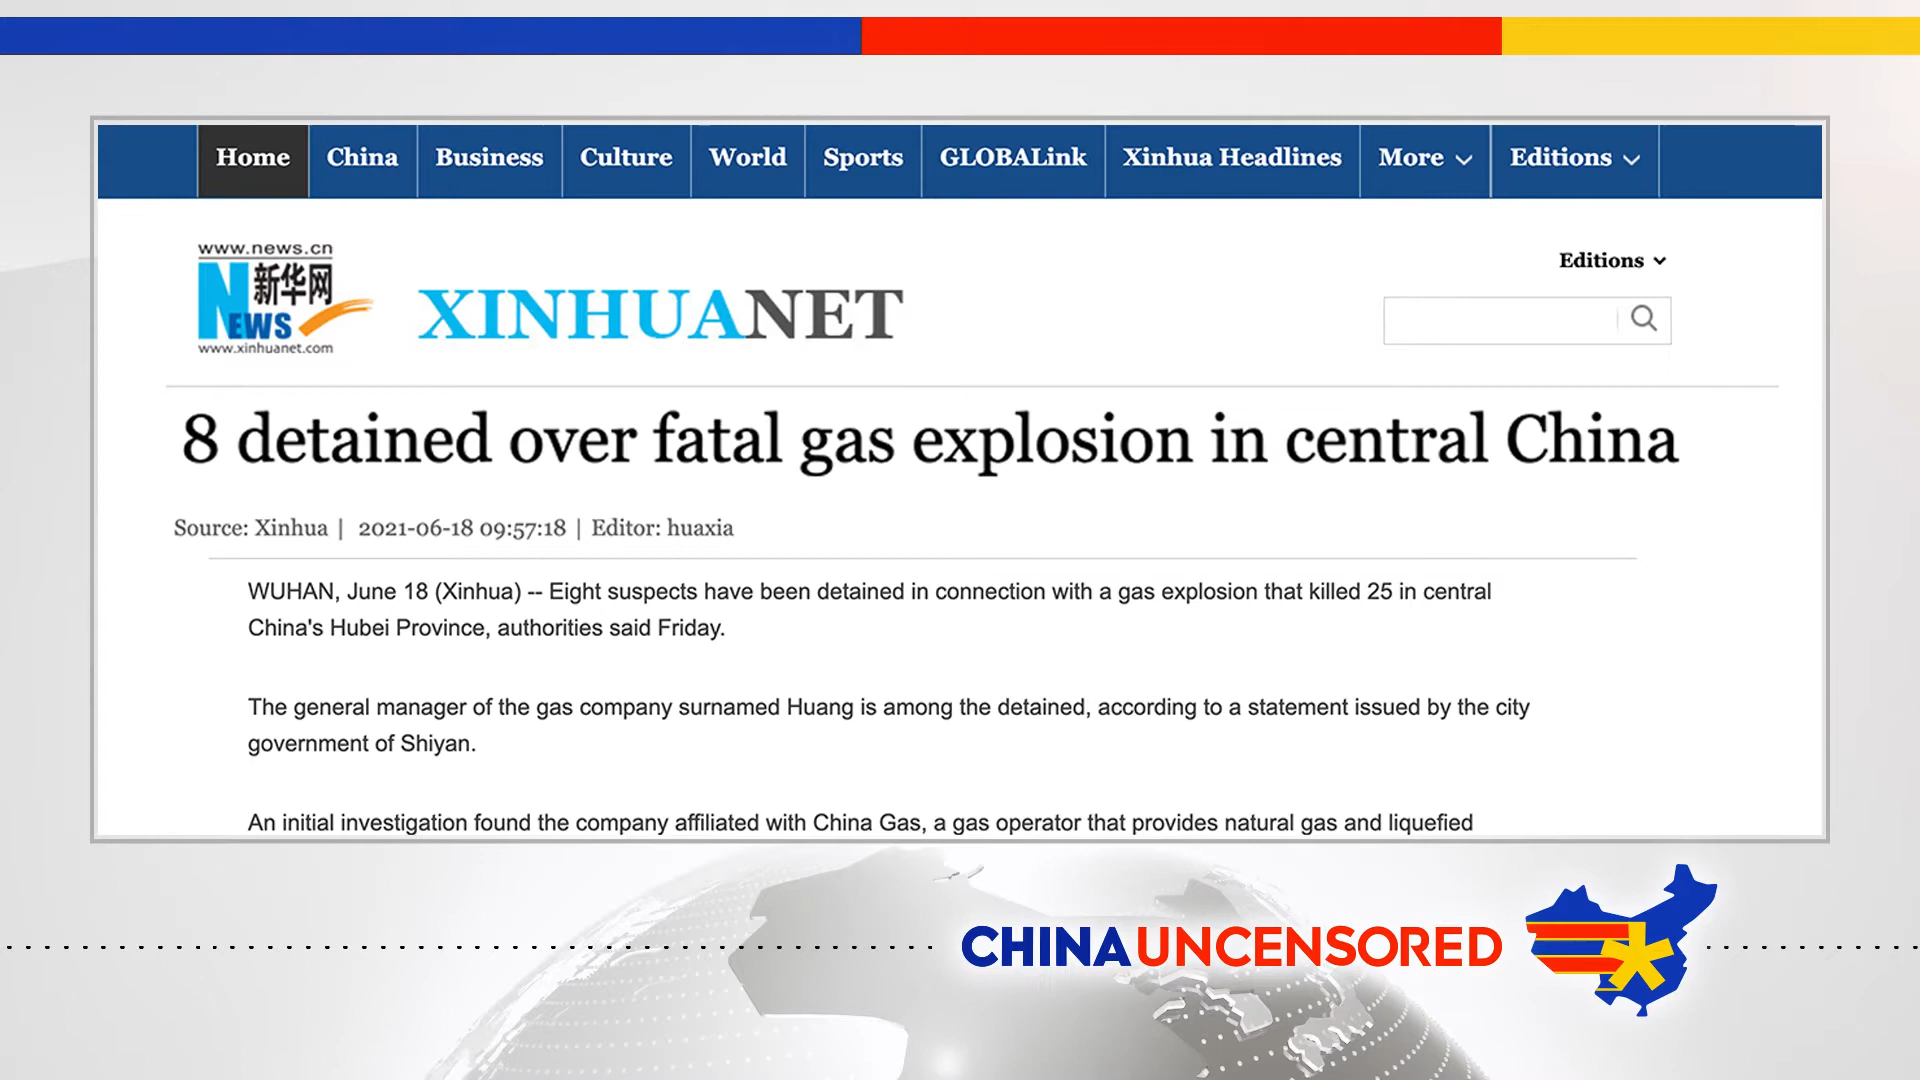 Home China Business Culture World Sports GLOBALink Xinhua Headlines More Editions
www.news.cn
新华网
NEWS
www.xinhuanet.com
XINHUANET
Editions
8 detained over fatal gas explosion in central China
Source: Xinhua | 2021-06-18 09:57:18 | Editor: huaxia
WUHAN, June 18 (Xinhua) -- Eight suspects have been detained in connection with a gas explosion that killed 25 in central
China's Hubei Province, authorities said Friday.
The general manager of the gas company surnamed Huang is among the detained, according to a statement issued by the city
government of Shiyan.
An initial investigation found the company affiliated with China Gas, a gas operator that provides natural gas and liquefied
CHINAUNCENSORED